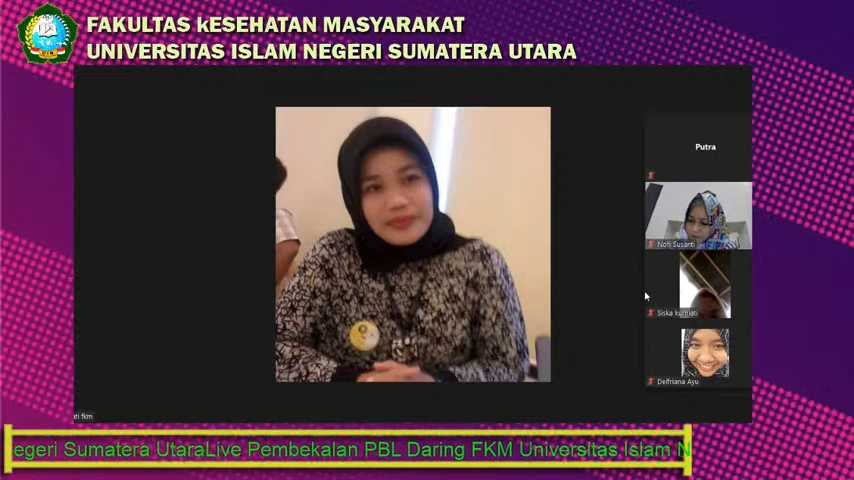 FAKULTAS kESEHATAN MASYARAKAT
UNIVERSITAS ISLAM NEGERI SUMATERA UTARA
Putra
Nofi Susanti
Siska kurniati
Delfriana Ayu
ati fkm
egeri Sumatera UtaraLive Pembekalan PBL Daring FKM Universitas Islam N